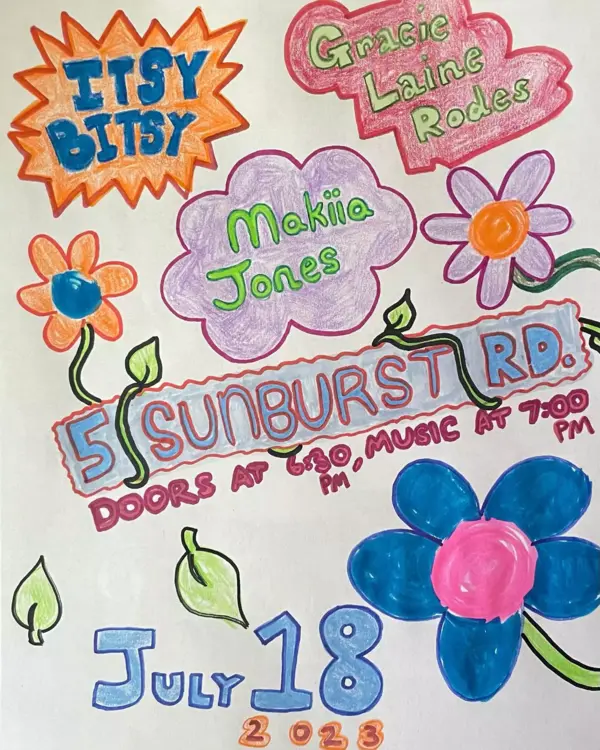 ITSY
BITSY
Gracie
Laine
Rodes
Makiia
Jones
5 SUNBURST RD.
DOORS AT 6:30 PM, MUSIC AT 7:00 PM
JULY 18
2023